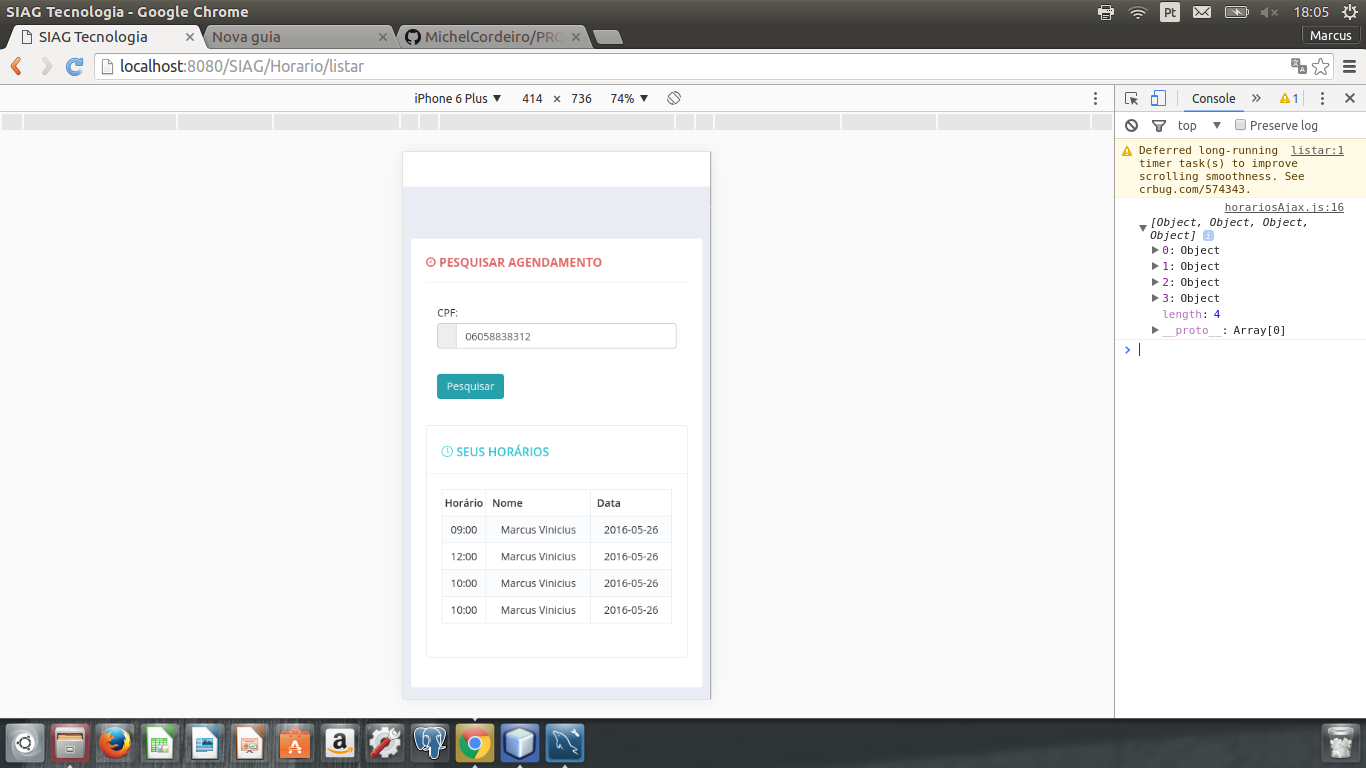 SIAG Tecnologia - Google Chrome
Pt
18:05
SIAG Tecnologia ×
Nova guia ×
MichelCordeiro/PRO ×
Marcus
localhost:8080/SIAG/Horario/listar
iPhone 6 Plus ▼ 414 × 736 74% ▼
Console » 1
top ▼ Preserve log
Deferred long-running listar:1
timer task(s) to improve
scrolling smoothness. See
crbug.com/574343.
horariosAjax.js:16
[Object, Object, Object,
Object] i
0: Object
1: Object
2: Object
3: Object
length: 4
__proto__: Array[0]
PESQUISAR AGENDAMENTO
CPF:
06058838312
Pesquisar
SEUS HORÁRIOS
Horário Nome Data
09:00 Marcus Vinicius 2016-05-26
12:00 Marcus Vinicius 2016-05-26
10:00 Marcus Vinicius 2016-05-26
10:00 Marcus Vinicius 2016-05-26